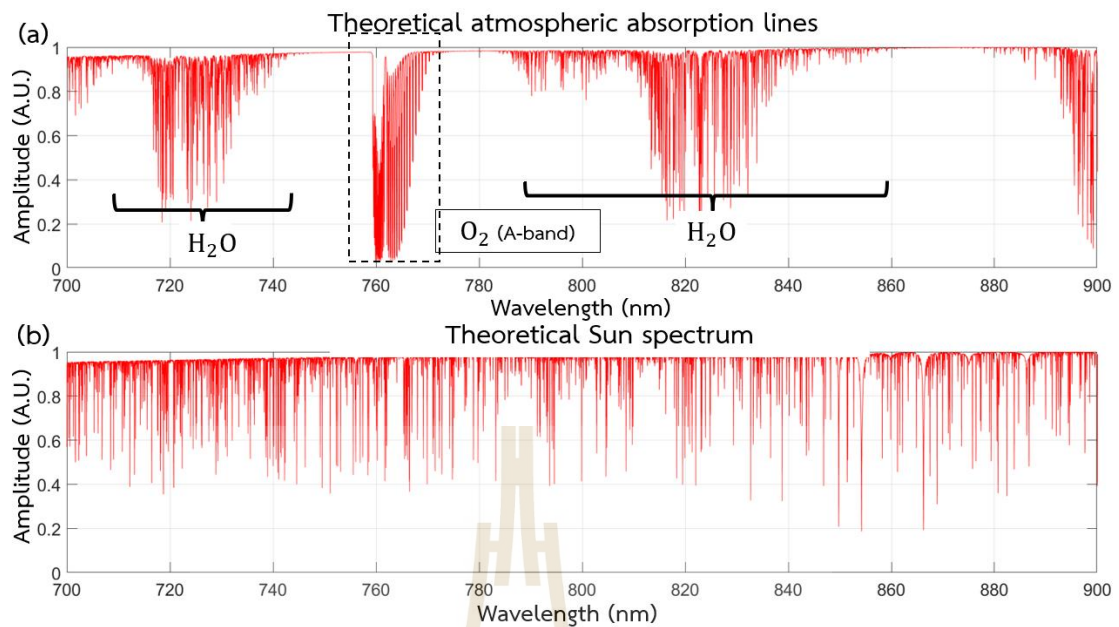 (a)
Theoretical atmospheric absorption lines
Amplitude (A.U.)
1
0.8
0.6
0.4
0.2
0
H₂O
O₂ (A-band)
H₂O
700 720 740 760 780 800 820 840 860 880 900
Wavelength (nm)
(b)
Theoretical Sun spectrum
Amplitude (A.U.)
1
0.8
0.6
0.4
0.2
0
700 720 740 760 780 800 820 840 860 880 900
Wavelength (nm)